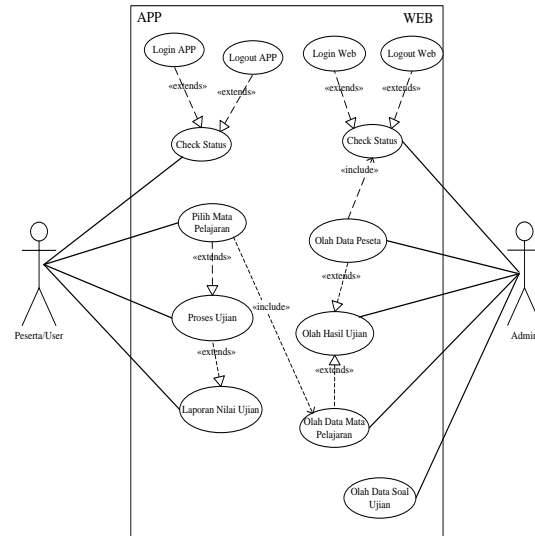 APP
WEB
Login APP
Logout APP
Login Web
Logout Web
«extends»
«extends»
«extends»
«extends»
Check Status
Check Status
«include»
Pilih Mata
Pelajaran
Olah Data Peseta
«extends»
«extends»
Proses Ujian
«include»
Olah Hasil Ujian
Peserta/User
Admin
«extends»
«extends»
Laporan Nilai Ujian
Olah Data Mata
Pelajaran
Olah Data Soal
Ujian